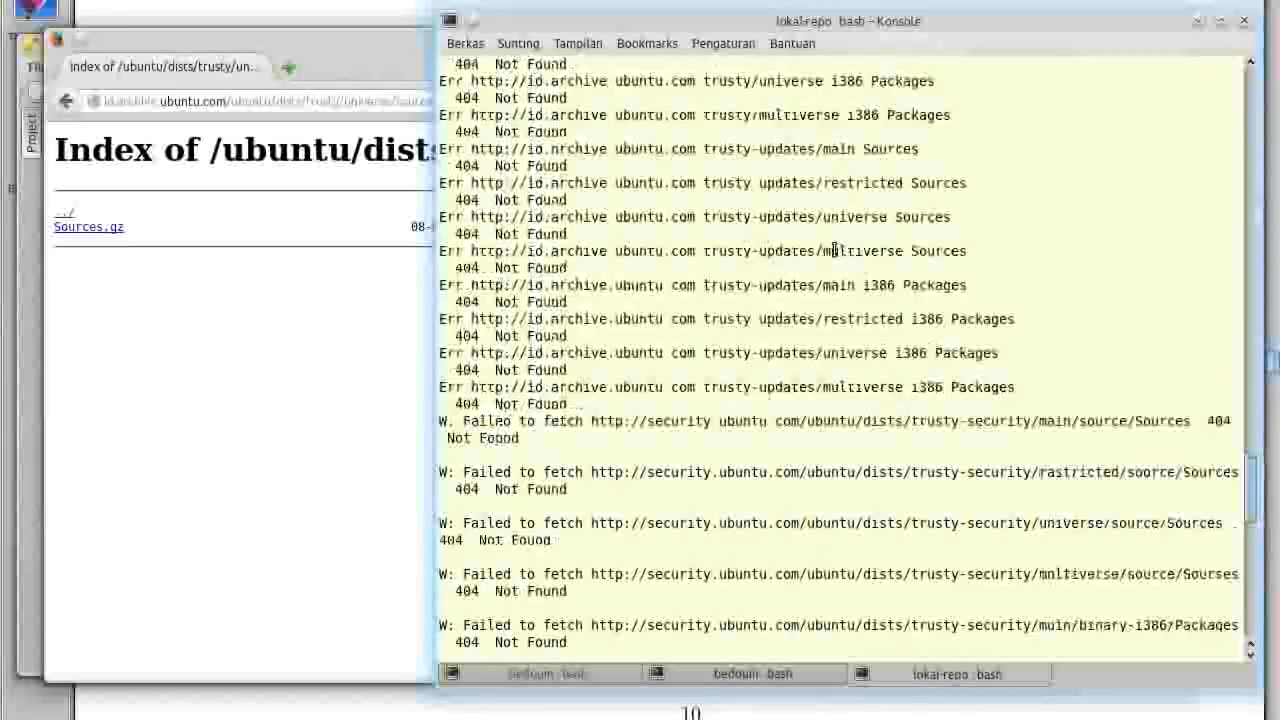 lokal-repo : bash – Konsole
Berkas Sunting Tampilan Bookmarks Pengaturan Bantuan
Index of /ubuntu/dists/trusty/un...
ubuntu.com/ubuntu/dists/trusty/universe/source
Project
Index of /ubuntu/dists
../
Sources.gz 08-
404 Not Found
Err http://id.archive.ubuntu.com trusty/universe i386 Packages
404 Not Found
Err http://id.archive.ubuntu.com trusty/multiverse i386 Packages
404 Not Found
Err http://id.archive.ubuntu.com trusty-updates/main Sources
404 Not Found
Err http://id.archive.ubuntu.com trusty-updates/restricted Sources
404 Not Found
Err http://id.archive.ubuntu.com trusty-updates/universe Sources
404 Not Found
Err http://id.archive.ubuntu.com trusty-updates/multiverse Sources
404 Not Found
Err http://id.archive.ubuntu.com trusty-updates/main i386 Packages
404 Not Found
Err http://id.archive.ubuntu.com trusty-updates/restricted i386 Packages
404 Not Found
Err http://id.archive.ubuntu.com trusty-updates/universe i386 Packages
404 Not Found
Err http://id.archive.ubuntu.com trusty-updates/multiverse i386 Packages
404 Not Found
W: Failed to fetch http://security.ubuntu.com/ubuntu/dists/trusty-security/main/source/Sources 404
Not Found
W: Failed to fetch http://security.ubuntu.com/ubuntu/dists/trusty-security/restricted/source/Sources
404 Not Found
W: Failed to fetch http://security.ubuntu.com/ubuntu/dists/trusty-security/universe/source/Sources
404 Not Found
W: Failed to fetch http://security.ubuntu.com/ubuntu/dists/trusty-security/multiverse/source/Sources
404 Not Found
W: Failed to fetch http://security.ubuntu.com/ubuntu/dists/trusty-security/main/binary-i386/Packages
404 Not Found
bedouin : bash lokal-repo : bash
10